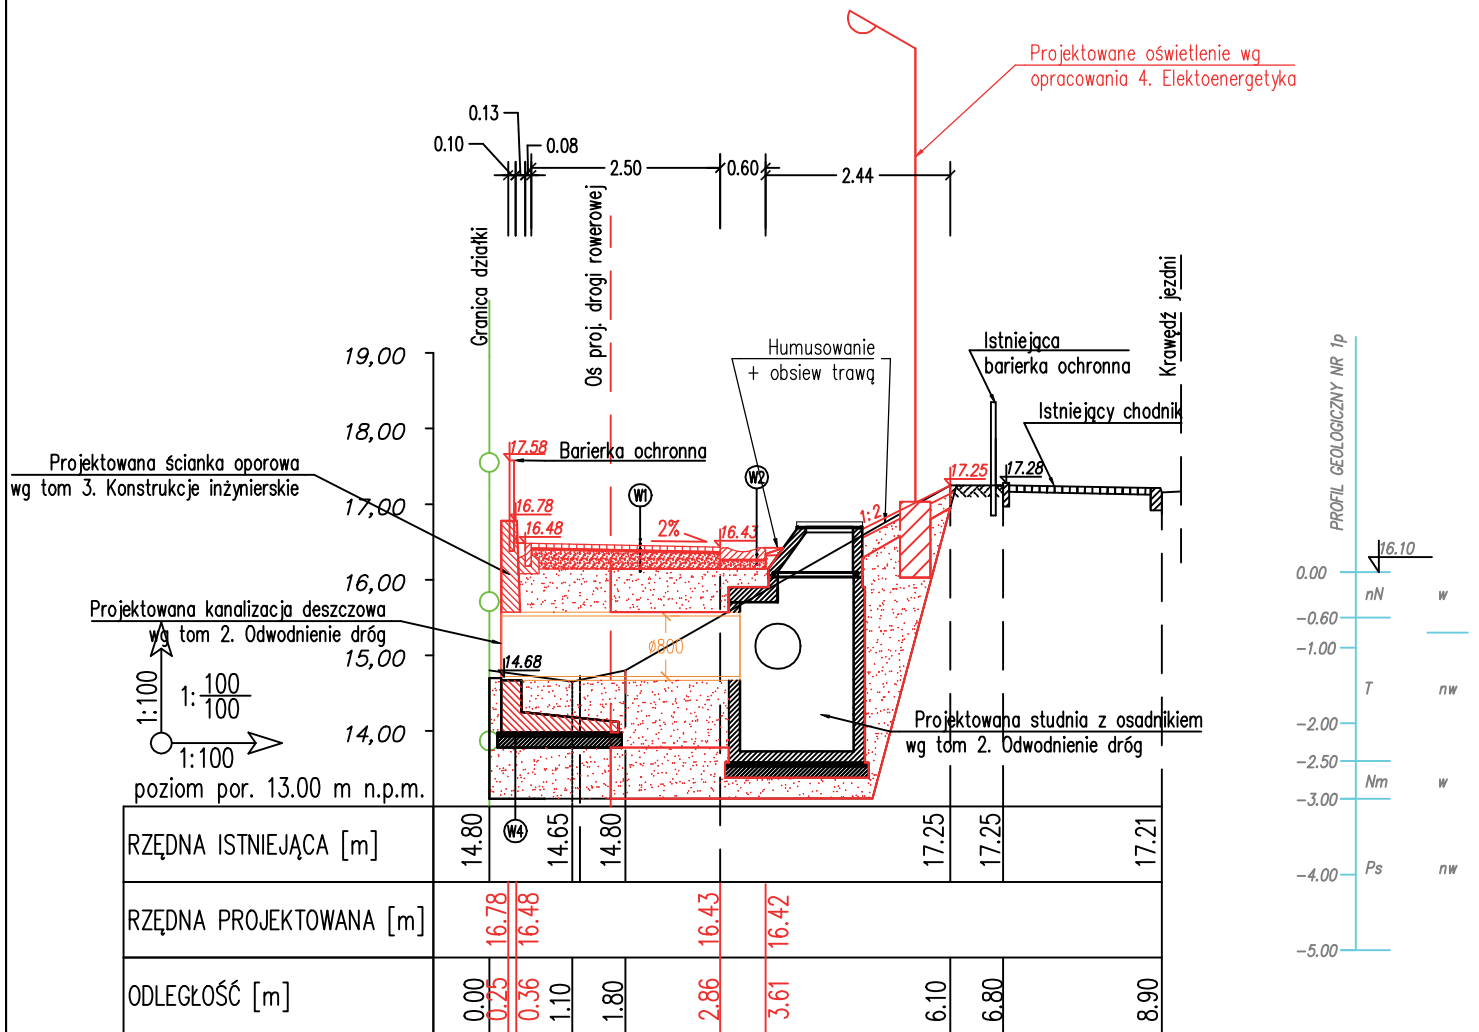 Projektowane oświetlenie wg
opracowania 4. Elektoenergetyka
0.13
0.10
0.08
2.50
0.60
2.44
Granica działki
Oś proj. drogi rowerowej
Krawędź jezdni
19,00
18,00
17,00
16,00
15,00
14,00
Humusowanie
+ obsiew trawą
Istniejąca
barierka ochronna
Istniejący chodnik
Projektowana ścianka oporowa
wg tom 3. Konstrukcje inżynierskie
17.58
Barierka ochronna
16.78
16.48
W1
W2
2%
16.43
1:2
17.25
17.28
Projektowana kanalizacja deszczowa
wg tom 2. Odwodnienie dróg
ø800
14.68
1:100
1:100
100
1:100
Projektowana studnia z osadnikiem
wg tom 2. Odwodnienie dróg
poziom por. 13.00 m n.p.m.
W4
RZĘDNA ISTNIEJĄCA [m]
14.80
14.65
14.80
17.25
17.25
17.21
RZĘDNA PROJEKTOWANA [m]
16.78
16.48
16.43
16.42
ODLEGŁOŚĆ [m]
0.00
0.25
0.36
1.10
1.80
2.86
3.61
6.10
6.80
8.90
PROFIL GEOLOGICZNY NR 1p
16.10
0.00
nN w
-0.60
-1.00
T nw
-2.00
-2.50
Nm w
-3.00
-4.00
Ps nw
-5.00